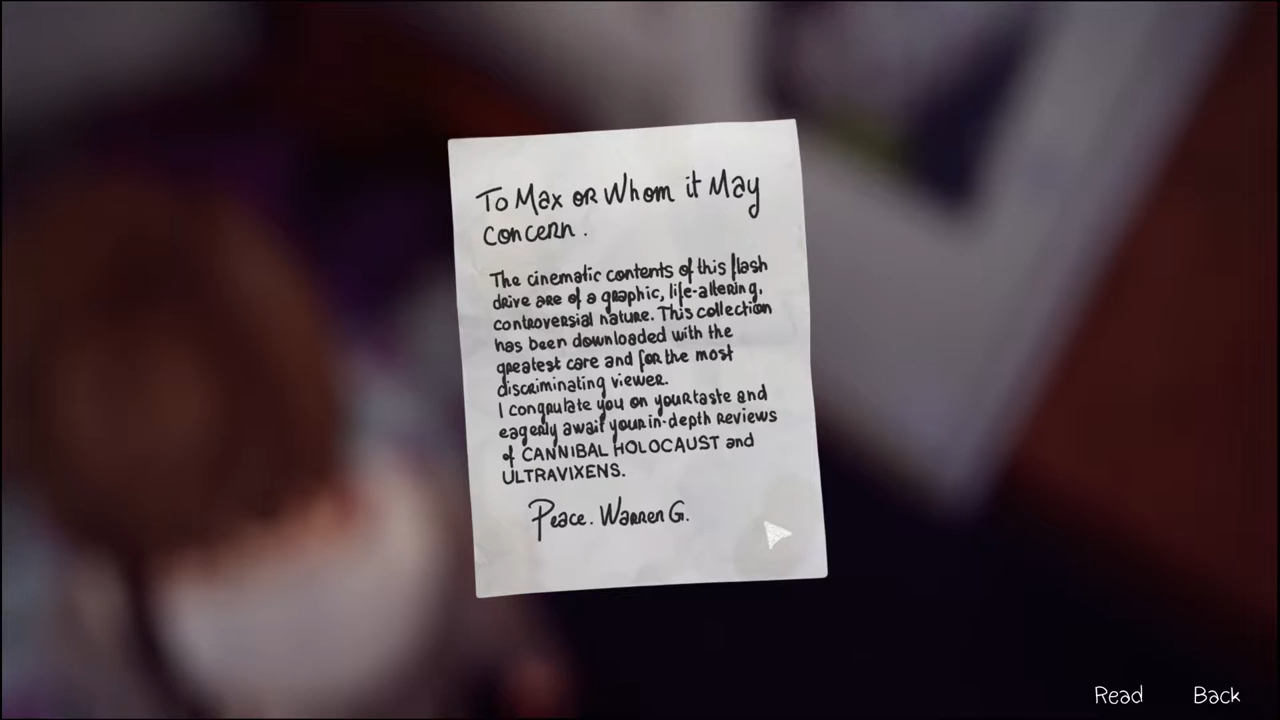 To Max or Whom it May
Concern.
The cinematic contents of this flash
drive are of a graphic, life-altering,
controversial nature. This collection
has been downloaded with the
greatest care and for the most
discriminating viewer.
I congrulate you on your taste and
eagerly await your in-depth reviews
of CANNIBAL HOLOCAUST and
ULTRAVIXENS.
Peace. Warren G.
Read Back